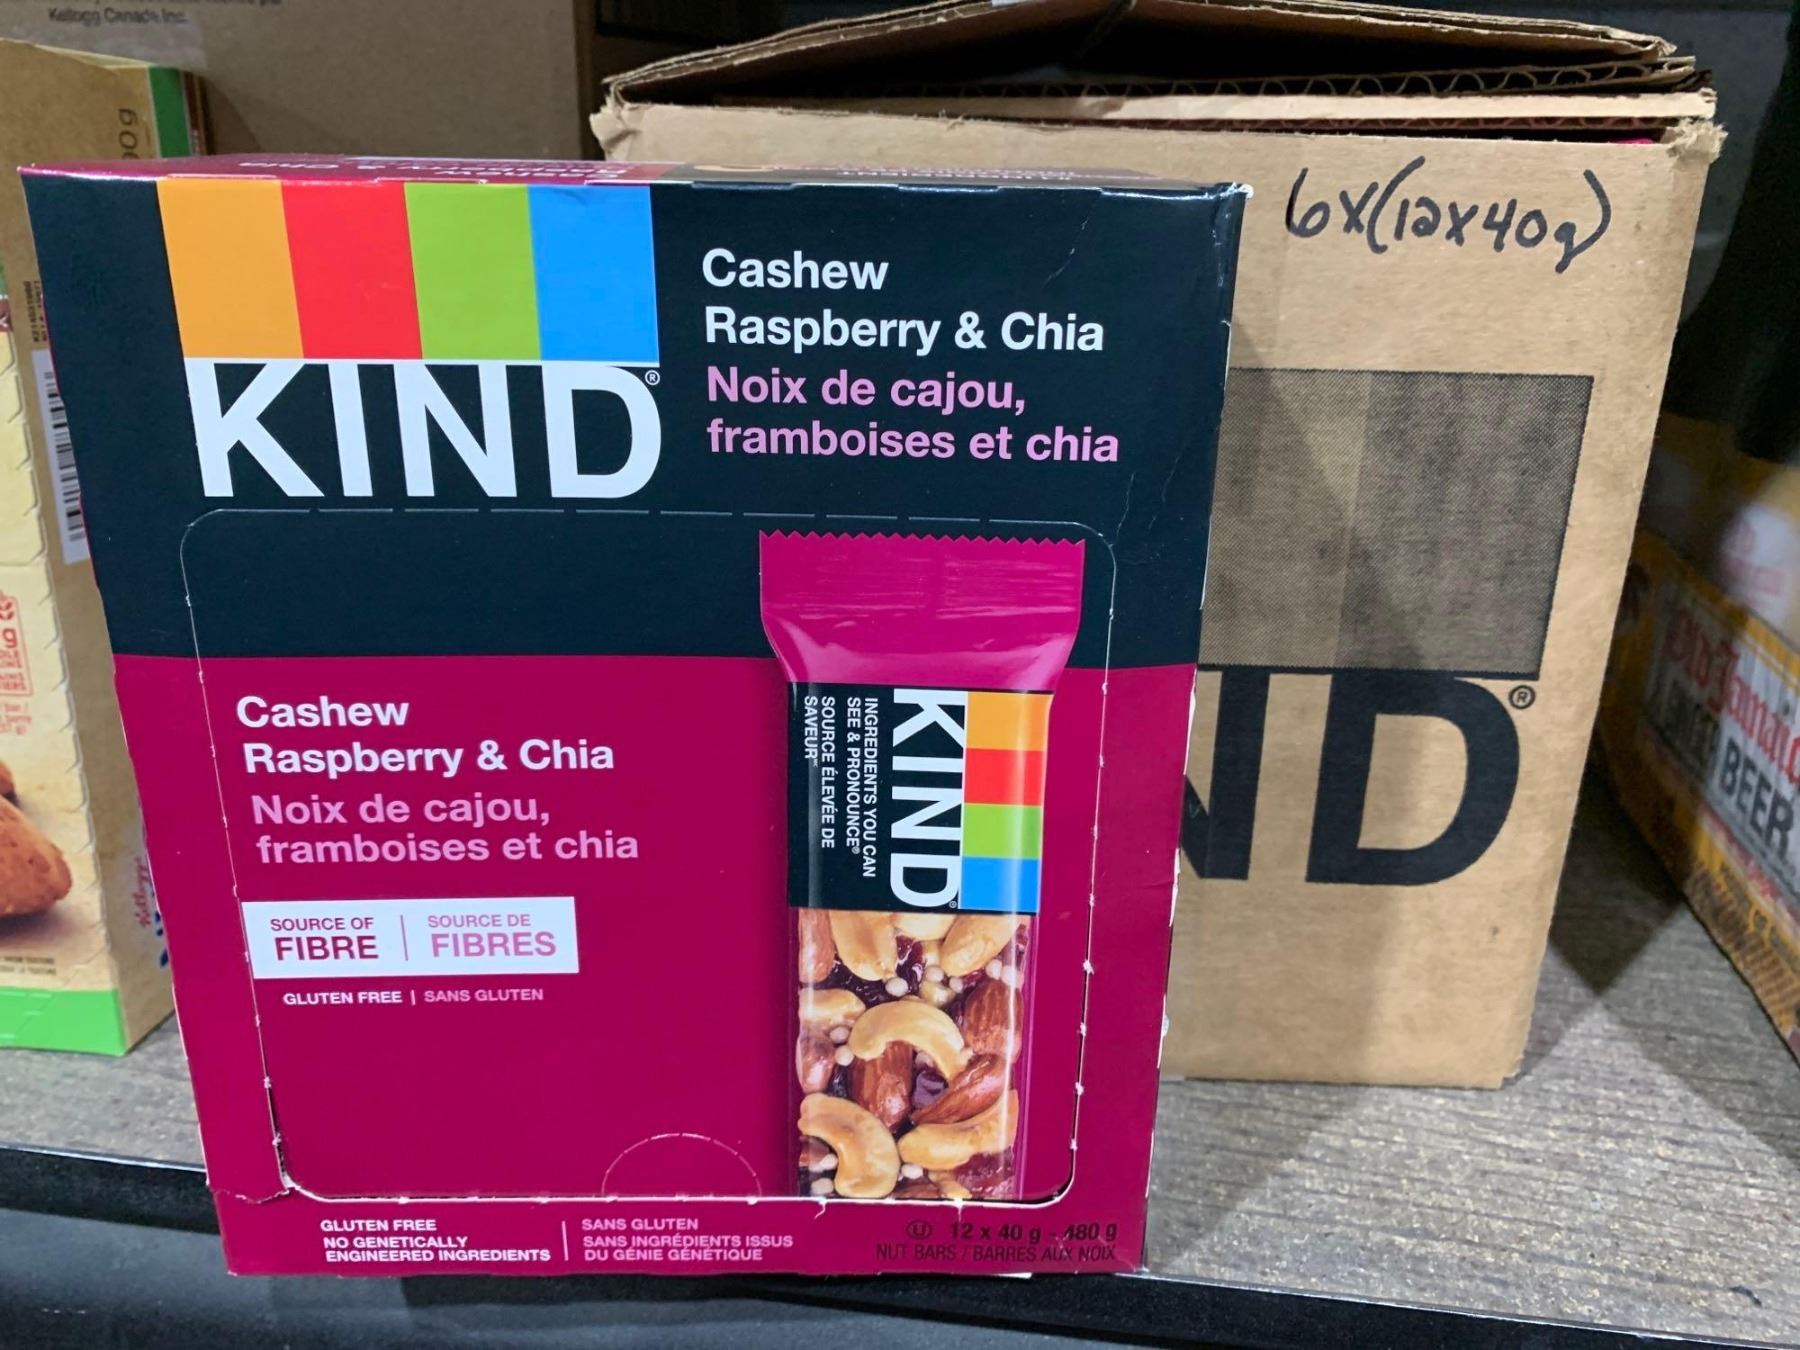 Kellogg Canada Inc.
6x(12x40g)
KIND®
Cashew
Raspberry & Chia
Noix de cajou,
framboises et chia
Cashew
Raspberry & Chia
Noix de cajou,
framboises et chia
SOURCE OF
FIBRE
SOURCE DE
FIBRES
GLUTEN FREE | SANS GLUTEN
KIND®
INGREDIENTS YOU CAN
SEE & PRONOUNCE®
SOURCE ÉLEVÉE DE
SAVEUR
GLUTEN FREE
NO GENETICALLY
ENGINEERED INGREDIENTS
SANS GLUTEN
SANS INGRÉDIENTS ISSUS
DU GÉNIE GÉNÉTIQUE
U 12 x 40 g - 480 g
NUT BARS / BARRES AUX NOIX
ND®
BEER